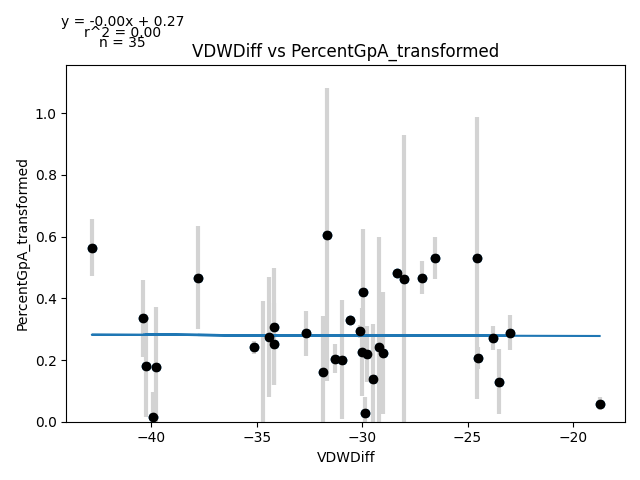 y = -0.00x + 0.27
r^2 = 0.00
n = 35
VDWDiff vs PercentGpA_transformed
PercentGpA_transformed
1.0
0.8
0.6
0.4
0.2
0.0
−40
−35
−30
−25
−20
VDWDiff